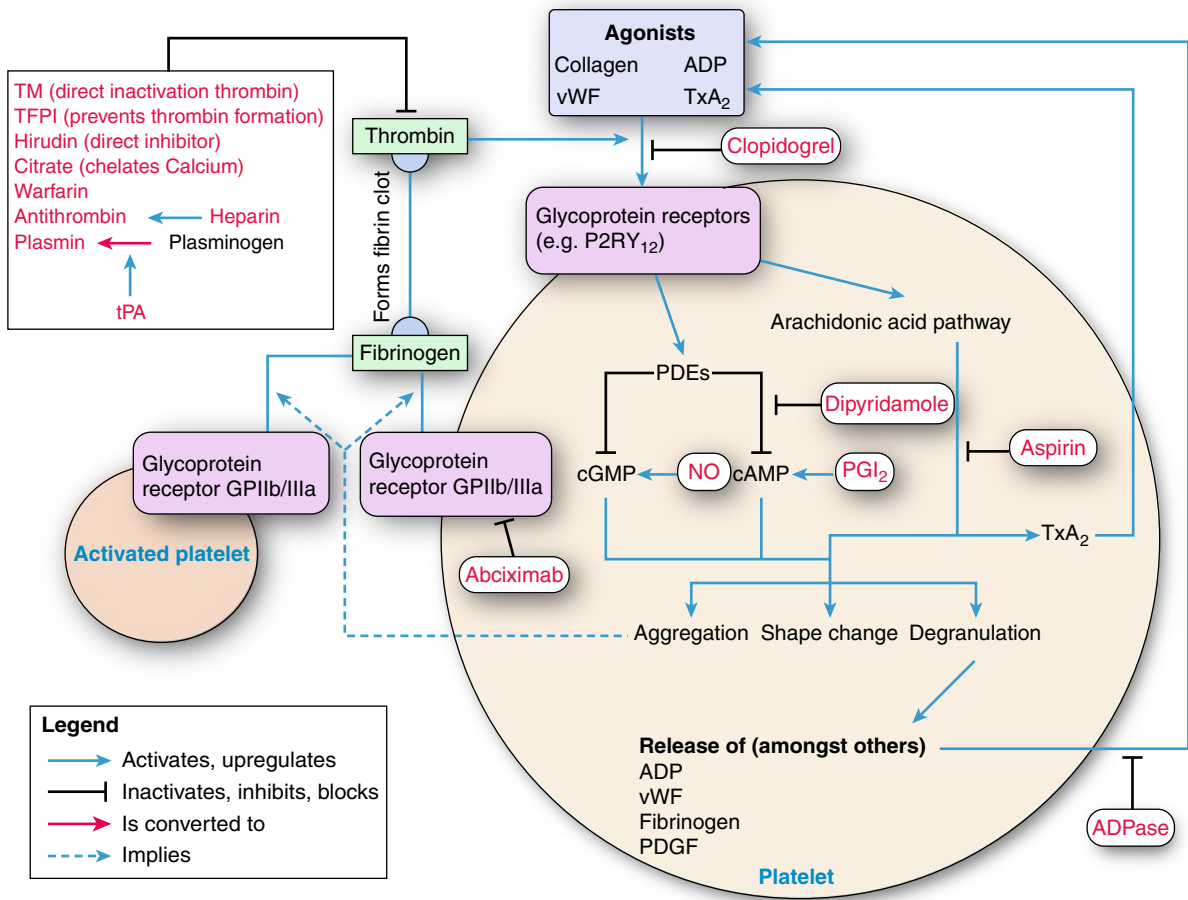 Agonists
Collagen ADP
vWF TxA₂
TM (direct inactivation thrombin)
TFPI (prevents thrombin formation)
Hirudin (direct inhibitor)
Citrate (chelates Calcium)
Warfarin
Antithrombin Heparin
Plasmin Plasminogen
tPA
Thrombin
Clopidogrel
Forms fibrin clot
Glycoprotein receptors
(e.g. P2RY₁₂)
Arachidonic acid pathway
Fibrinogen
PDEs
Dipyridamole
Aspirin
Glycoprotein
receptor GPIIb/IIIa
Glycoprotein
receptor GPIIb/IIIa
cGMP NO cAMP PGI₂
TxA₂
Activated platelet
Abciximab
Aggregation Shape change Degranulation
Release of (amongst others)
ADP
vWF
Fibrinogen
PDGF
ADPase
Platelet
Legend
Activates, upregulates
Inactivates, inhibits, blocks
Is converted to
Implies